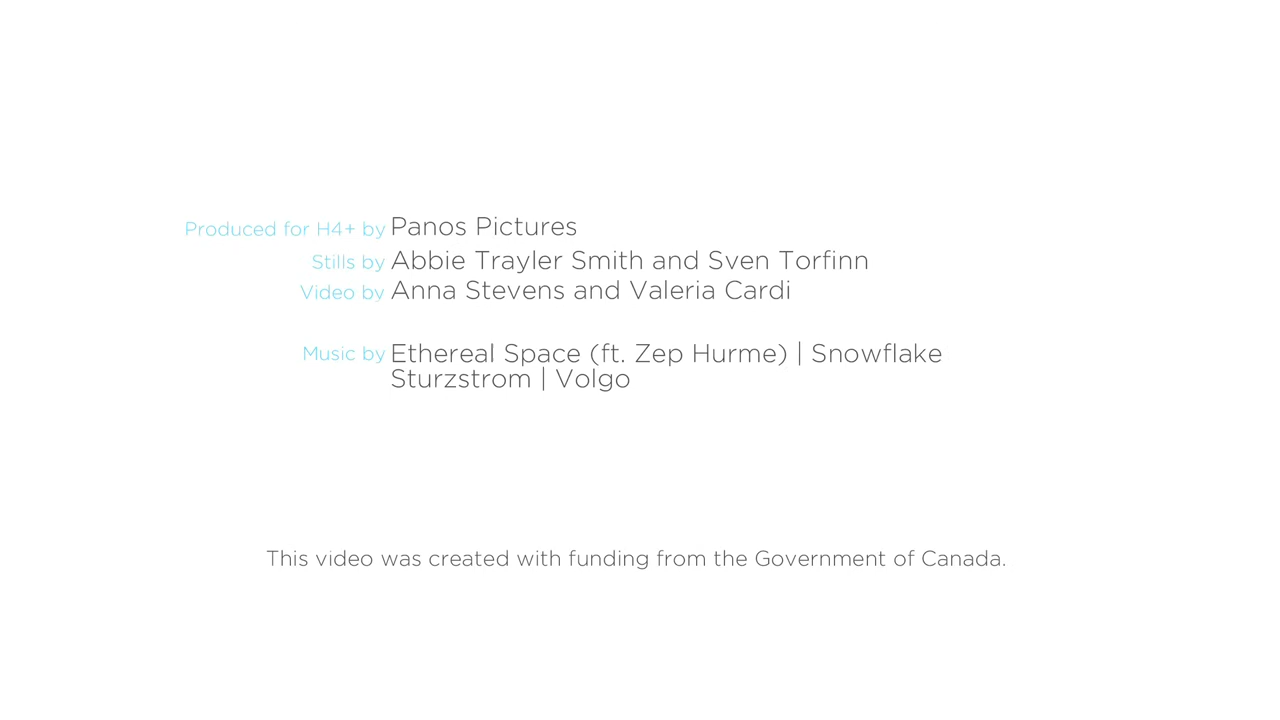 Produced for H4+ by Panos Pictures
Stills by Abbie Trayler Smith and Sven Torfinn
Video by Anna Stevens and Valeria Cardi
Music by Ethereal Space (ft. Zep Hurme) | Snowflake
Sturzstrom | Volgo
This video was created with funding from the Government of Canada.